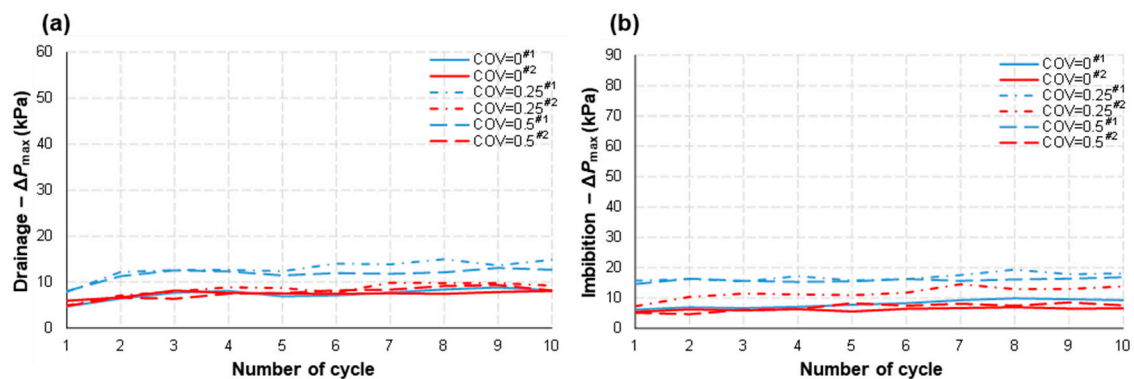 (a)
60
50
40
30
20
10
0
Drainage – ΔPmax (kPa)
COV=0#1
COV=0#2
COV=0.25#1
COV=0.25#2
COV=0.5#1
COV=0.5#2
1 2 3 4 5 6 7 8 9 10
Number of cycle
(b)
90
80
70
60
50
40
30
20
10
0
Imbibition – ΔPmax (kPa)
COV=0#1
COV=0#2
COV=0.25#1
COV=0.25#2
COV=0.5#1
COV=0.5#2
1 2 3 4 5 6 7 8 9 10
Number of cycle